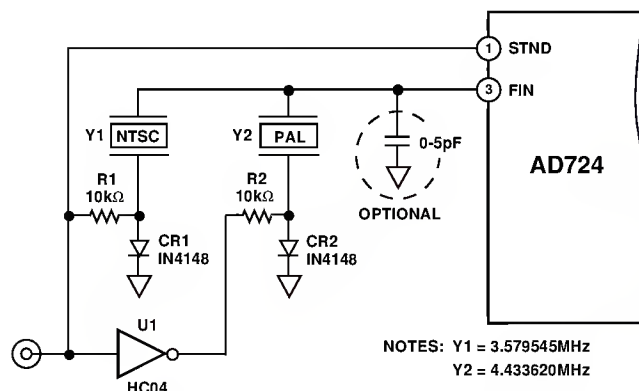 1 STND
3 FIN
AD724
Y1 NTSC
Y2 PAL
0-5pF
OPTIONAL
R1
10kΩ
R2
10kΩ
CR1
IN4148
CR2
IN4148
U1
HC04
NOTES: Y1 = 3.579545MHz
Y2 = 4.433620MHz